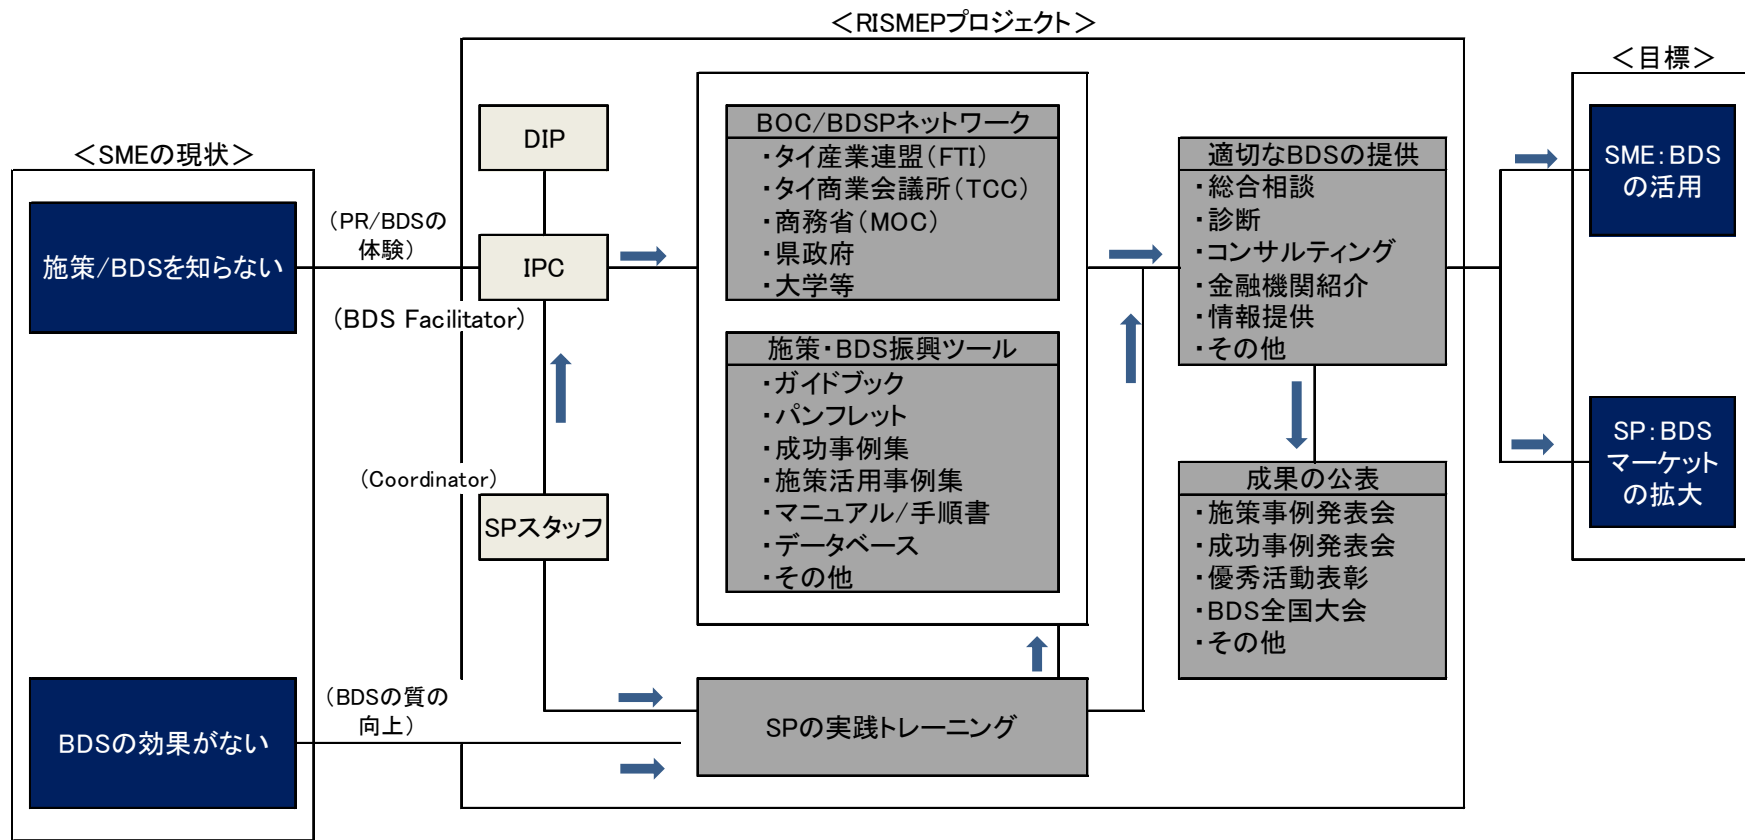 ＜RISMEPプロジェクト＞
＜SMEの現状＞
施策/BDSを知らない
BDSの効果がない
（PR/BDSの
体験）
（BDSの質の
向上）
DIP
IPC
（BDS Facilitator）
（Coordinator）
SPスタッフ
BOC/BDSPネットワーク
・タイ産業連盟（FTI）
・タイ商業会議所（TCC）
・商務省（MOC）
・県政府
・大学等
施策・BDS振興ツール
・ガイドブック
・パンフレット
・成功事例集
・施策活用事例集
・マニュアル/手順書
・データベース
・その他
SPの実践トレーニング
適切なBDSの提供
・総合相談
・診断
・コンサルティング
・金融機関紹介
・情報提供
・その他
成果の公表
・施策事例発表会
・成功事例発表会
・優秀活動表彰
・BDS全国大会
・その他
＜目標＞
SME：BDS
の活用
SP：BDS
マーケット
の拡大